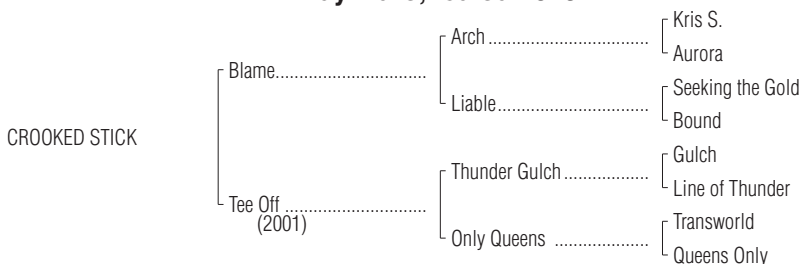 Kris S.
Arch ......................................
Aurora
Blame...................................
Seeking the Gold
Liable....................................
Bound
CROOKED STICK
Gulch
Thunder Gulch ....................
Line of Thunder
Tee Off ................................
(2001)
Transworld
Only Queens ......................
Queens Only